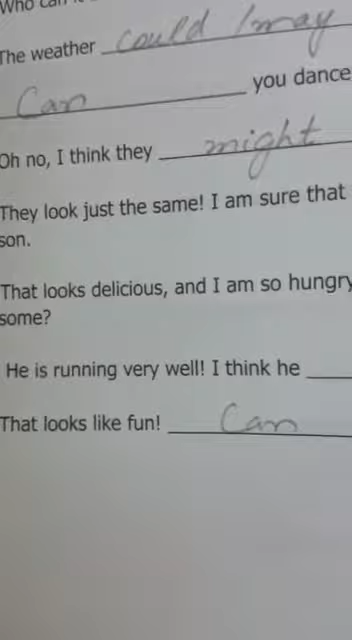 Who can
The weather could / may
Can you dance
Oh no, I think they might
They look just the same! I am sure that
son.
That looks delicious, and I am so hungry
some?
He is running very well! I think he
That looks like fun! Can